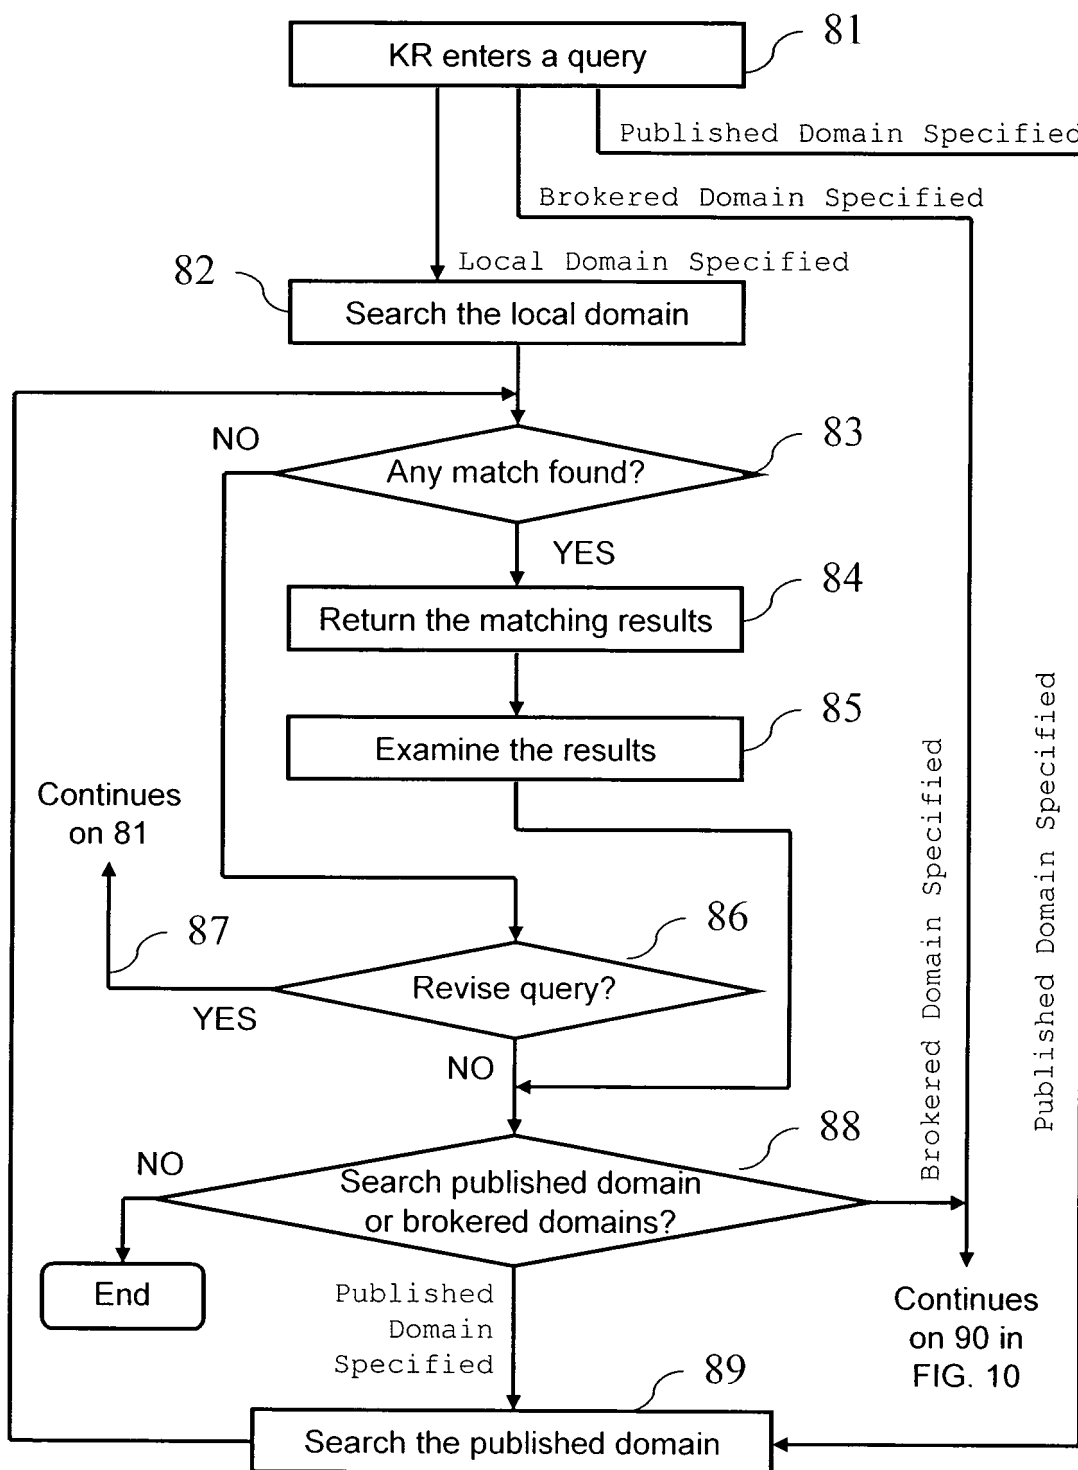 81
KR enters a query
Published Domain Specified
Brokered Domain Specified
Local Domain Specified
82
Search the local domain
NO
83
Any match found?
YES
84
Return the matching results
85
Examine the results
Continues
on 81
87
86
Revise query?
YES
NO
Brokered Domain Specified
Published Domain Specified
88
NO
Search published domain
or brokered domains?
End
Published
Domain
Specified
Continues
on 90 in
FIG. 10
89
Search the published domain